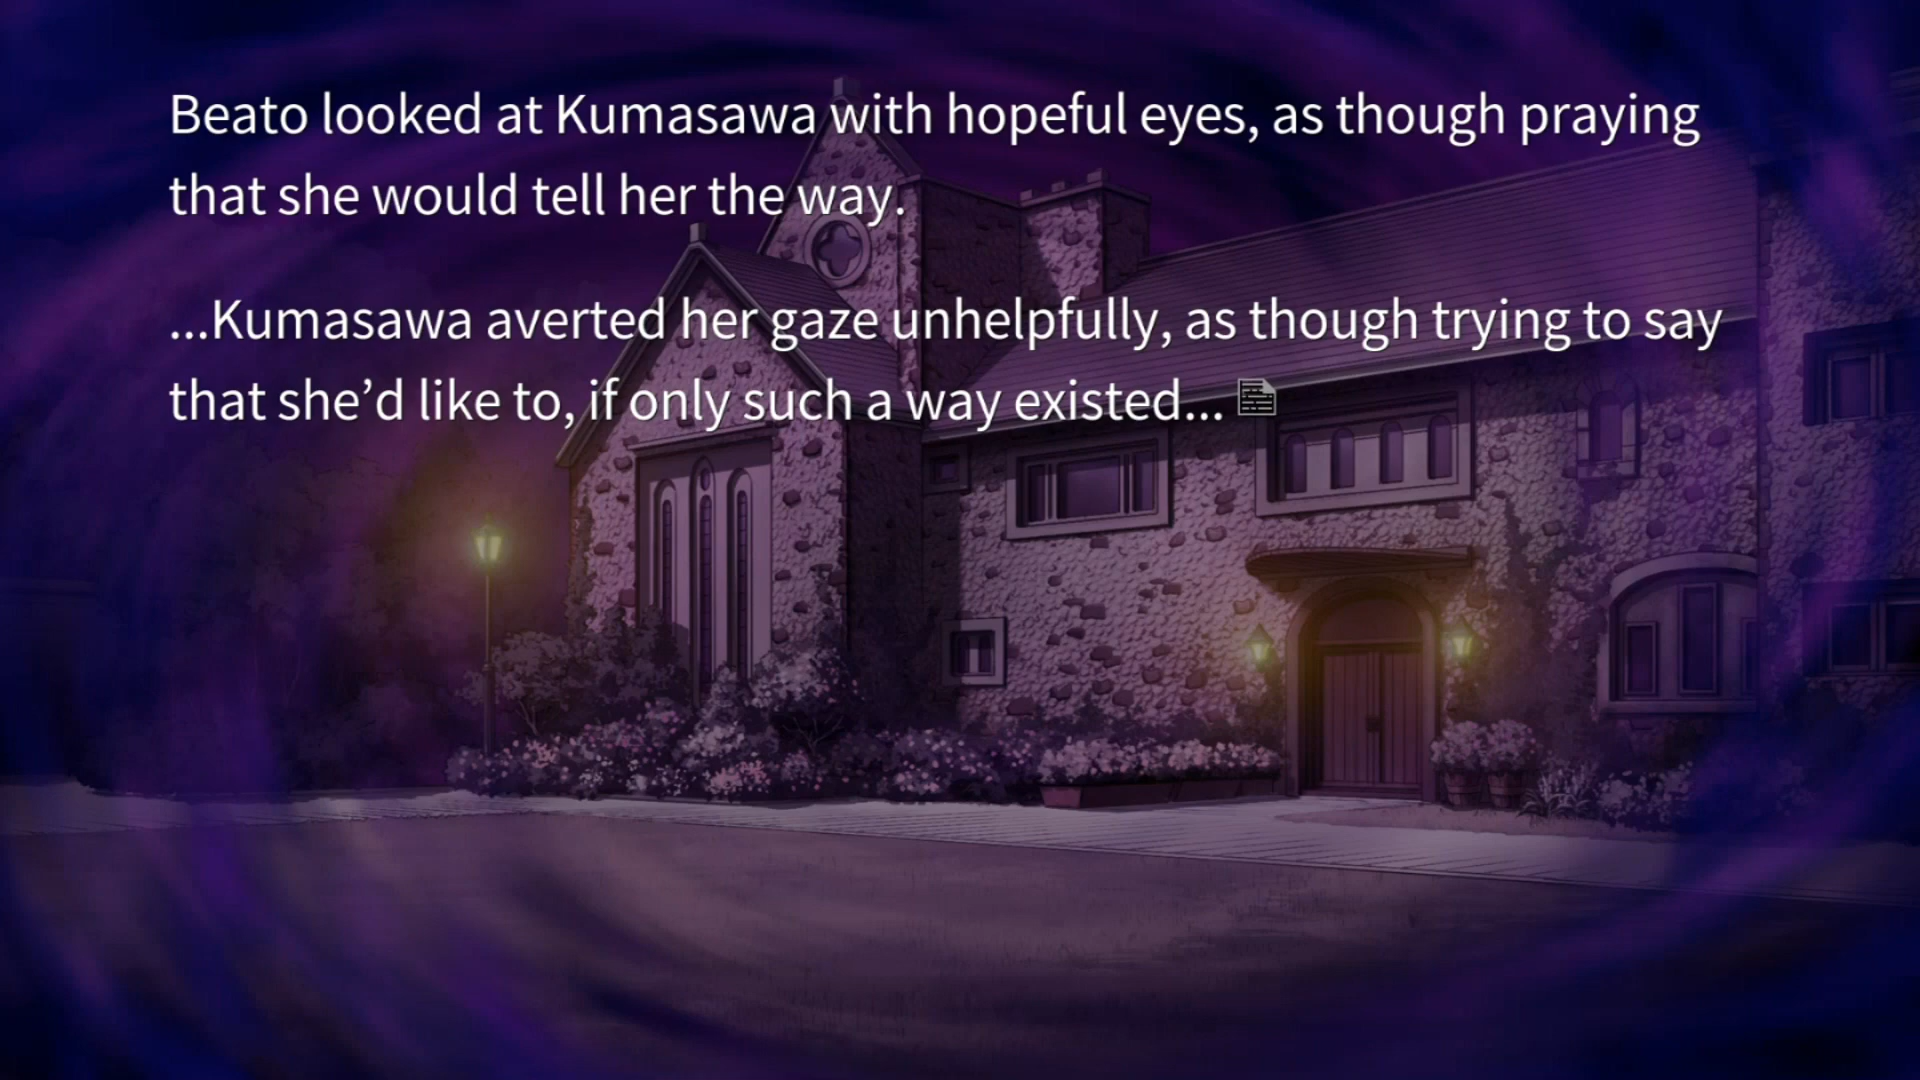 Beato looked at Kumasawa with hopeful eyes, as though praying
that she would tell her the way.
...Kumasawa averted her gaze unhelpfully, as though trying to say
that she’d like to, if only such a way existed...